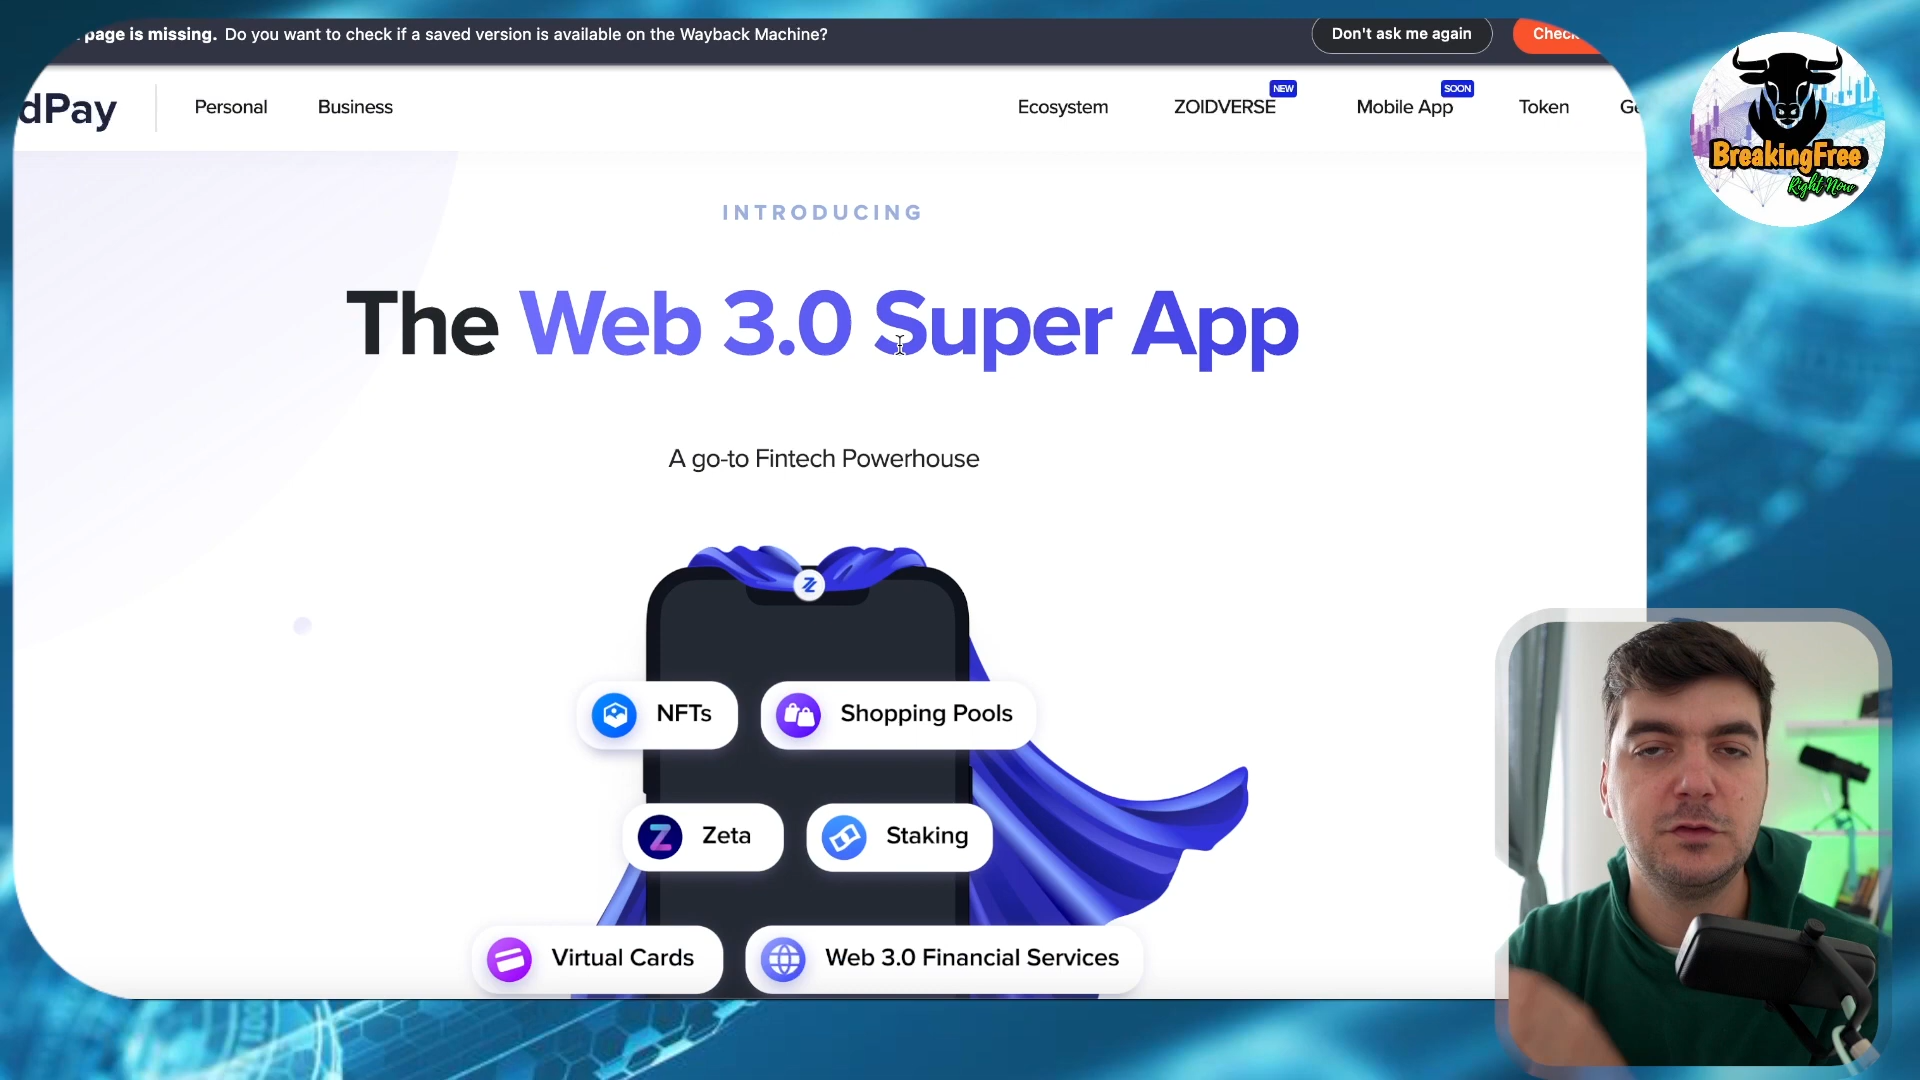 page is missing. Do you want to check if a saved version is available on the Wayback Machine?
Don't ask me again
dPay
Personal
Business
Ecosystem
ZOIDVERSE
NEW
Mobile App
SOON
Token
INTRODUCING
The Web 3.0 Super App
A go-to Fintech Powerhouse
NFTs
Shopping Pools
Zeta
Staking
Virtual Cards
Web 3.0 Financial Services
BreakingFree
Right Now